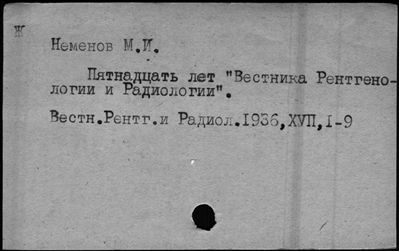 Ж
Неменов М.И.
Пятнадцать лет "Вестника Рентгено-
логии и Радиологии".
Вестн.Рентг.и Радиол.1936,XVII,1-9